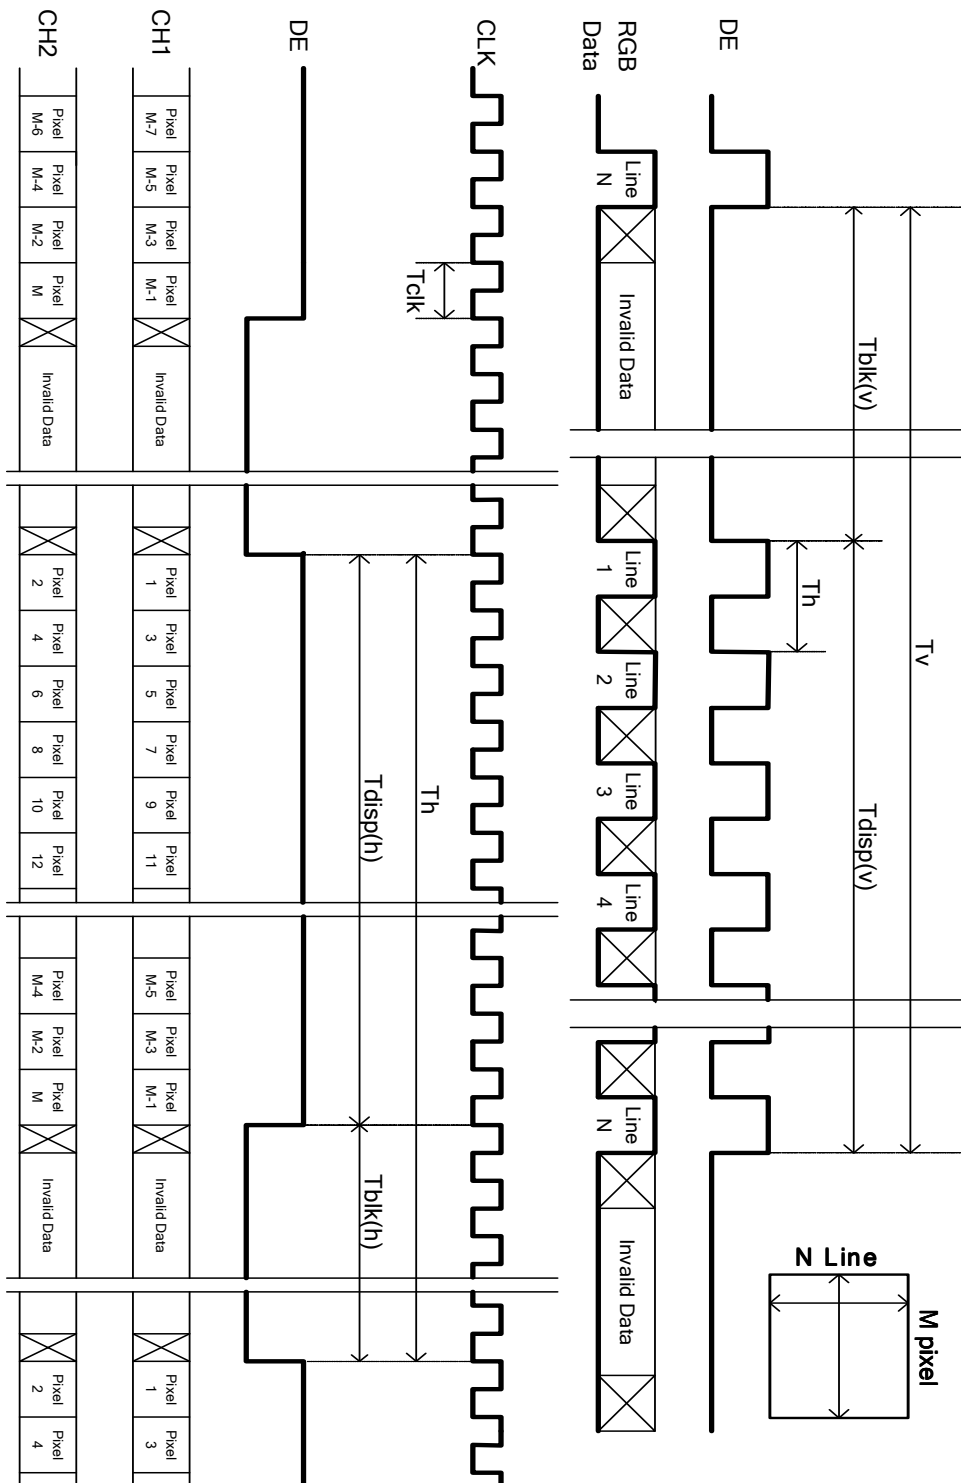 Tv
Tblk(v)
Tdisp(v)
Th
DE
RGB
Data
Line
N
Invalid Data
Line
1
Line
2
Line
3
Line
4
Line
N
Invalid Data
N Line
M pixel
CLK
Tclk
Th
Tdisp(h)
Tblk(h)
DE
CH1
Pixel
M-7
Pixel
M-5
Pixel
M-3
Pixel
M-1
Invalid Data
Pixel
1
Pixel
3
Pixel
5
Pixel
7
Pixel
9
Pixel
11
Pixel
M-5
Pixel
M-3
Pixel
M-1
Invalid Data
Pixel
1
Pixel
3
CH2
Pixel
M-6
Pixel
M-4
Pixel
M-2
Pixel
M
Invalid Data
Pixel
2
Pixel
4
Pixel
6
Pixel
8
Pixel
10
Pixel
12
Pixel
M-4
Pixel
M-2
Pixel
M
Invalid Data
Pixel
2
Pixel
4